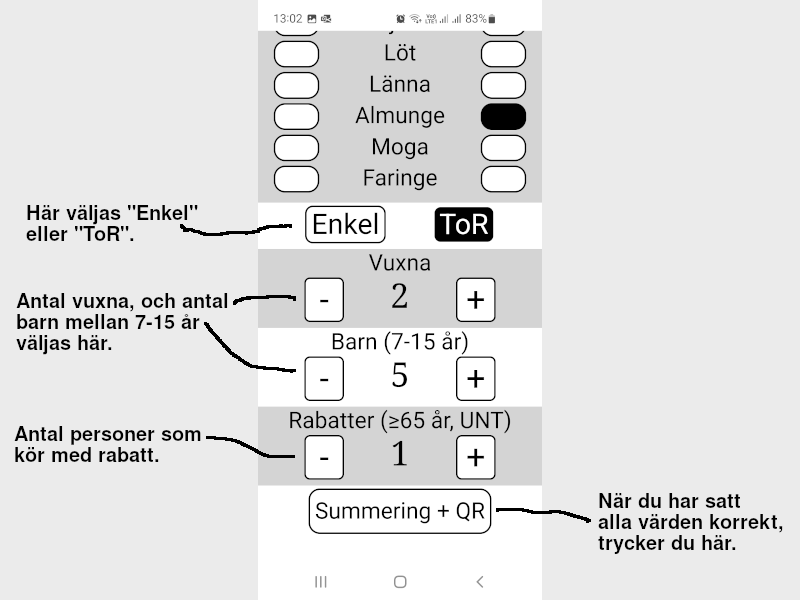 13:02
83%
Löt
Länna
Almunge
Moga
Faringe
Här väljas "Enkel"
eller "ToR".
Enkel ToR
Vuxna
- 2 +
Antal vuxna, och antal
barn mellan 7-15 år
väljas här.
Barn (7-15 år)
- 5 +
Rabatter (≥65 år, UNT)
- 1 +
Antal personer som
kör med rabatt.
Summering + QR
När du har satt
alla värden korrekt,
trycker du här.